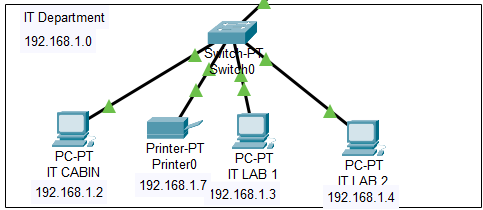 IT Department
192.168.1.0
Switch-PT
Switch0
PC-PT
IT CABIN
192.168.1.2
Printer-PT
Printer0
192.168.1.7
PC-PT
IT LAB 1
192.168.1.3
PC-PT
IT LAB 2
192.168.1.4